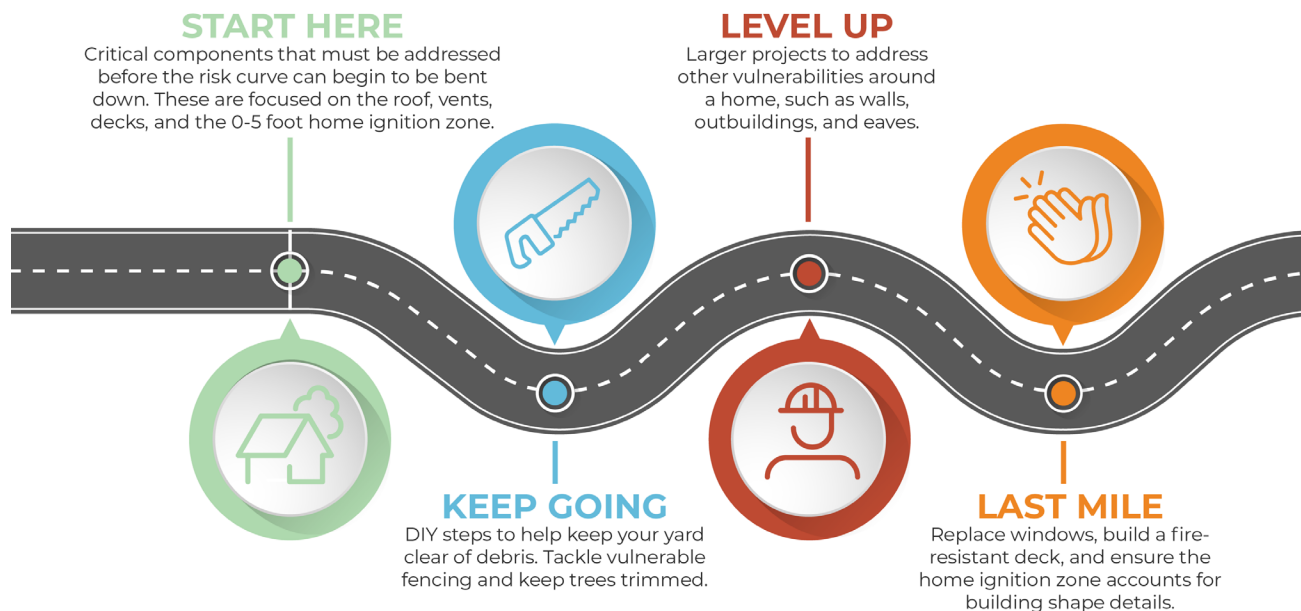 START HERE
Critical components that must be addressed
before the risk curve can begin to be bent
down. These are focused on the roof, vents,
decks, and the 0-5 foot home ignition zone.
KEEP GOING
DIY steps to help keep your yard
clear of debris. Tackle vulnerable
fencing and keep trees trimmed.
LEVEL UP
Larger projects to address
other vulnerabilities around
a home, such as walls,
outbuildings, and eaves.
LAST MILE
Replace windows, build a fire-
resistant deck, and ensure the
home ignition zone accounts for
building shape details.